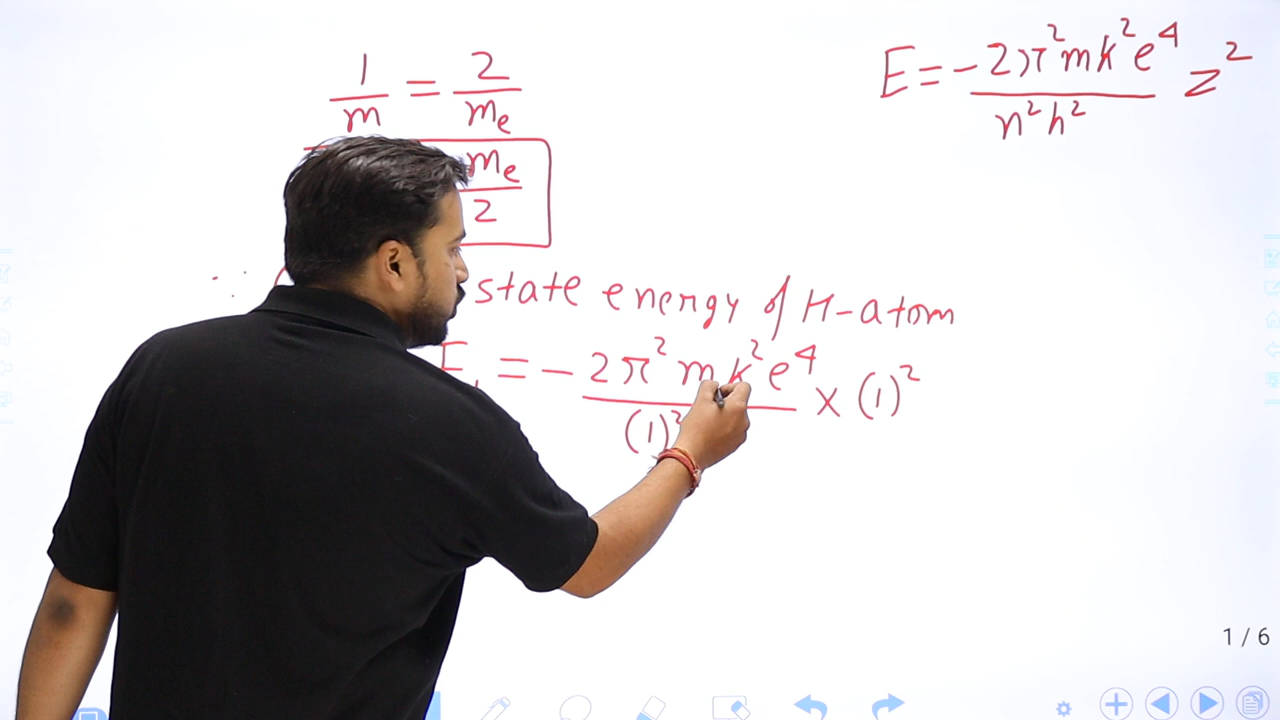 1/m = 2/mₑ
E = -2π²mk²e⁴/n²h² z²
mₑ/2
state energy of H-atom
= - 2π²mk²e⁴/(1)² × (1)²
1 / 6